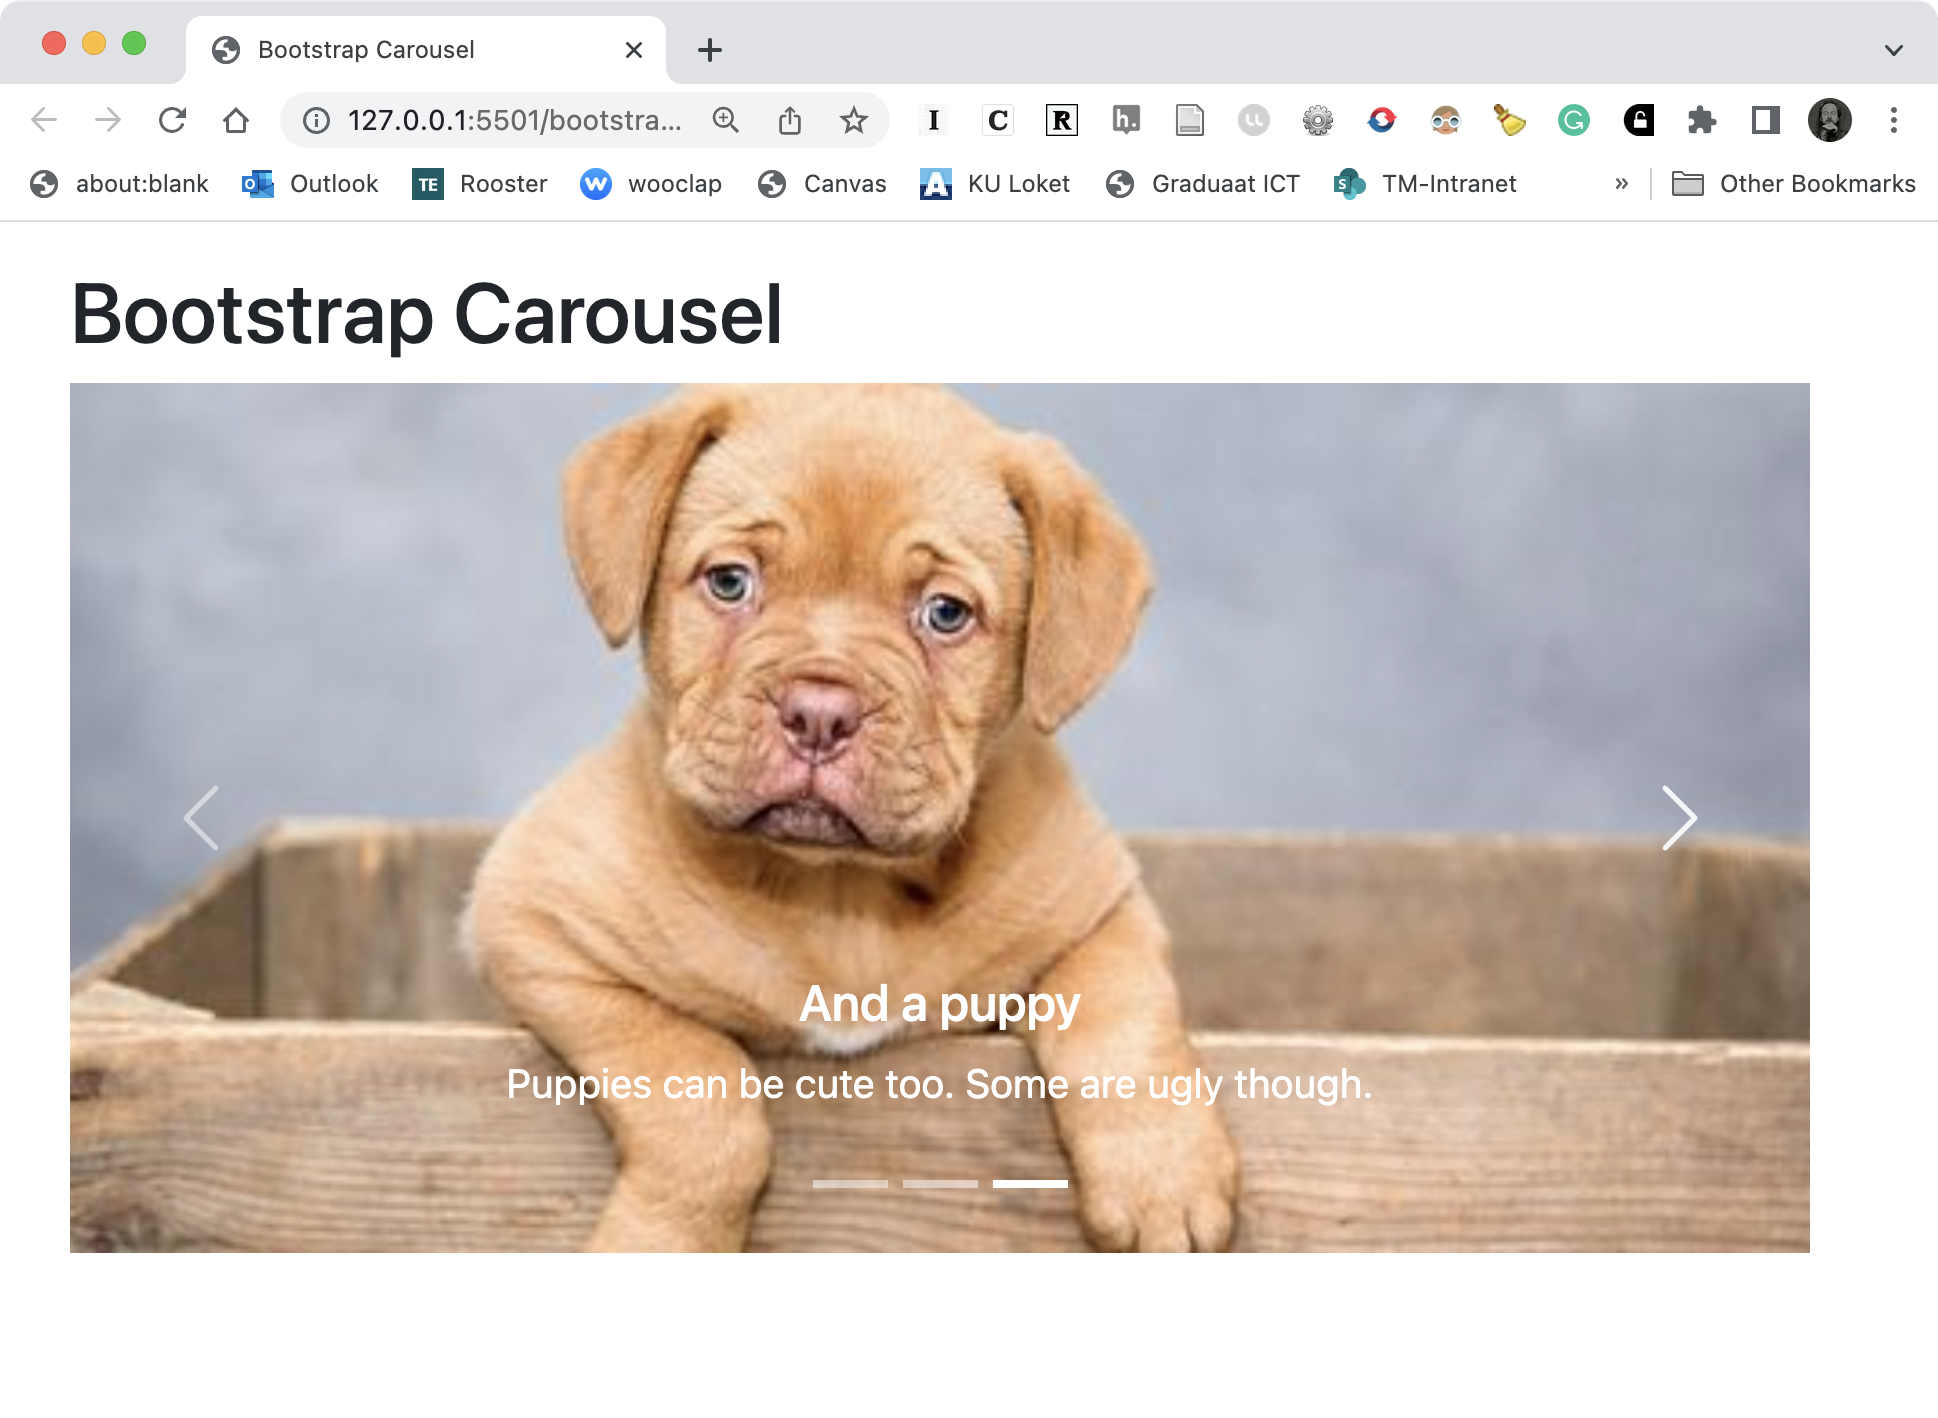 Bootstrap Carousel
127.0.0.1:5501/bootstra...
I C R h. UU G
about:blank Outlook TE Rooster W wooclap Canvas A KU Loket Graduaat ICT S TM-Intranet » Other Bookmarks
Bootstrap Carousel
And a puppy
Puppies can be cute too. Some are ugly though.